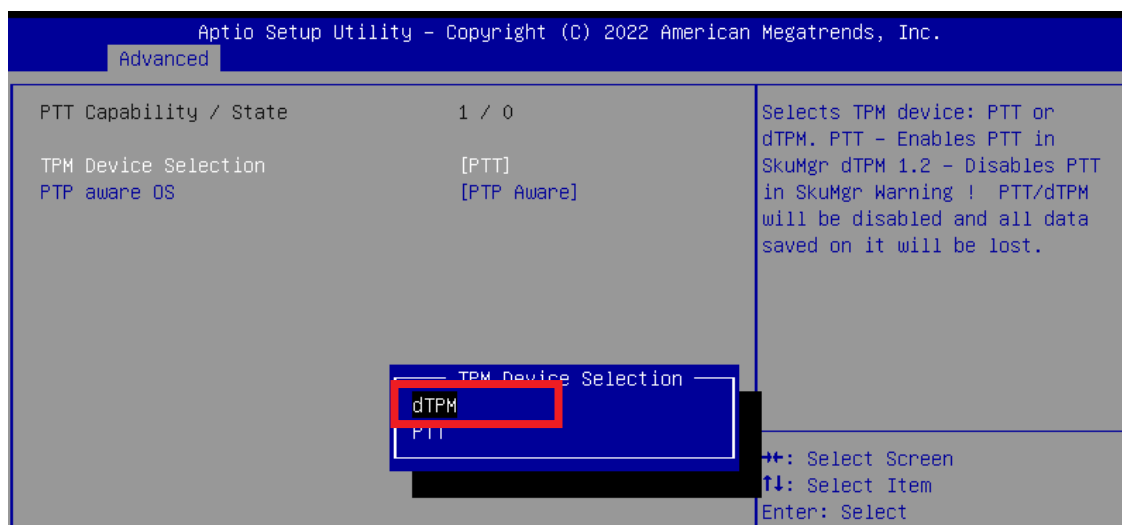 Aptio Setup Utility – Copyright (C) 2022 American Megatrends, Inc.
Advanced
PTT Capability / State 1 / 0
TPM Device Selection [PTT]
PTP aware OS [PTP Aware]
Selects TPM device: PTT or
dTPM. PTT – Enables PTT in
SkuMgr dTPM 1.2 – Disables PTT
in SkuMgr Warning ! PTT/dTPM
will be disabled and all data
saved on it will be lost.
TPM Device Selection
dTPM
PTT
→←: Select Screen
↑↓: Select Item
Enter: Select